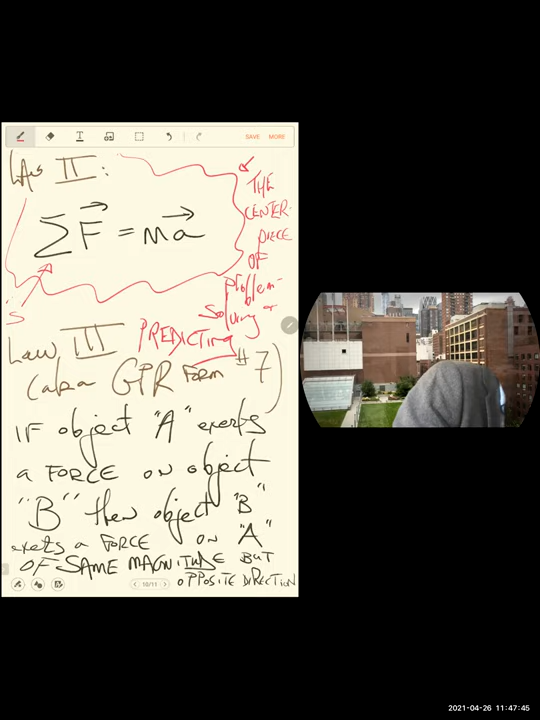 SAVE MORE
LAW II:
ΣF⃗ = ma⃗
THE
CENTER-
PIECE
OF
Problem-
Solving &
PREDICTING
's
Law III
(aka GPR FORM #7)
IF object "A" exerts
a FORCE ON object
"B" then object "B"
exerts a FORCE ON "A"
OF SAME MAGNITUDE BUT
OPPOSITE DIRECTION
10/11
2021-04-26 11:47:45